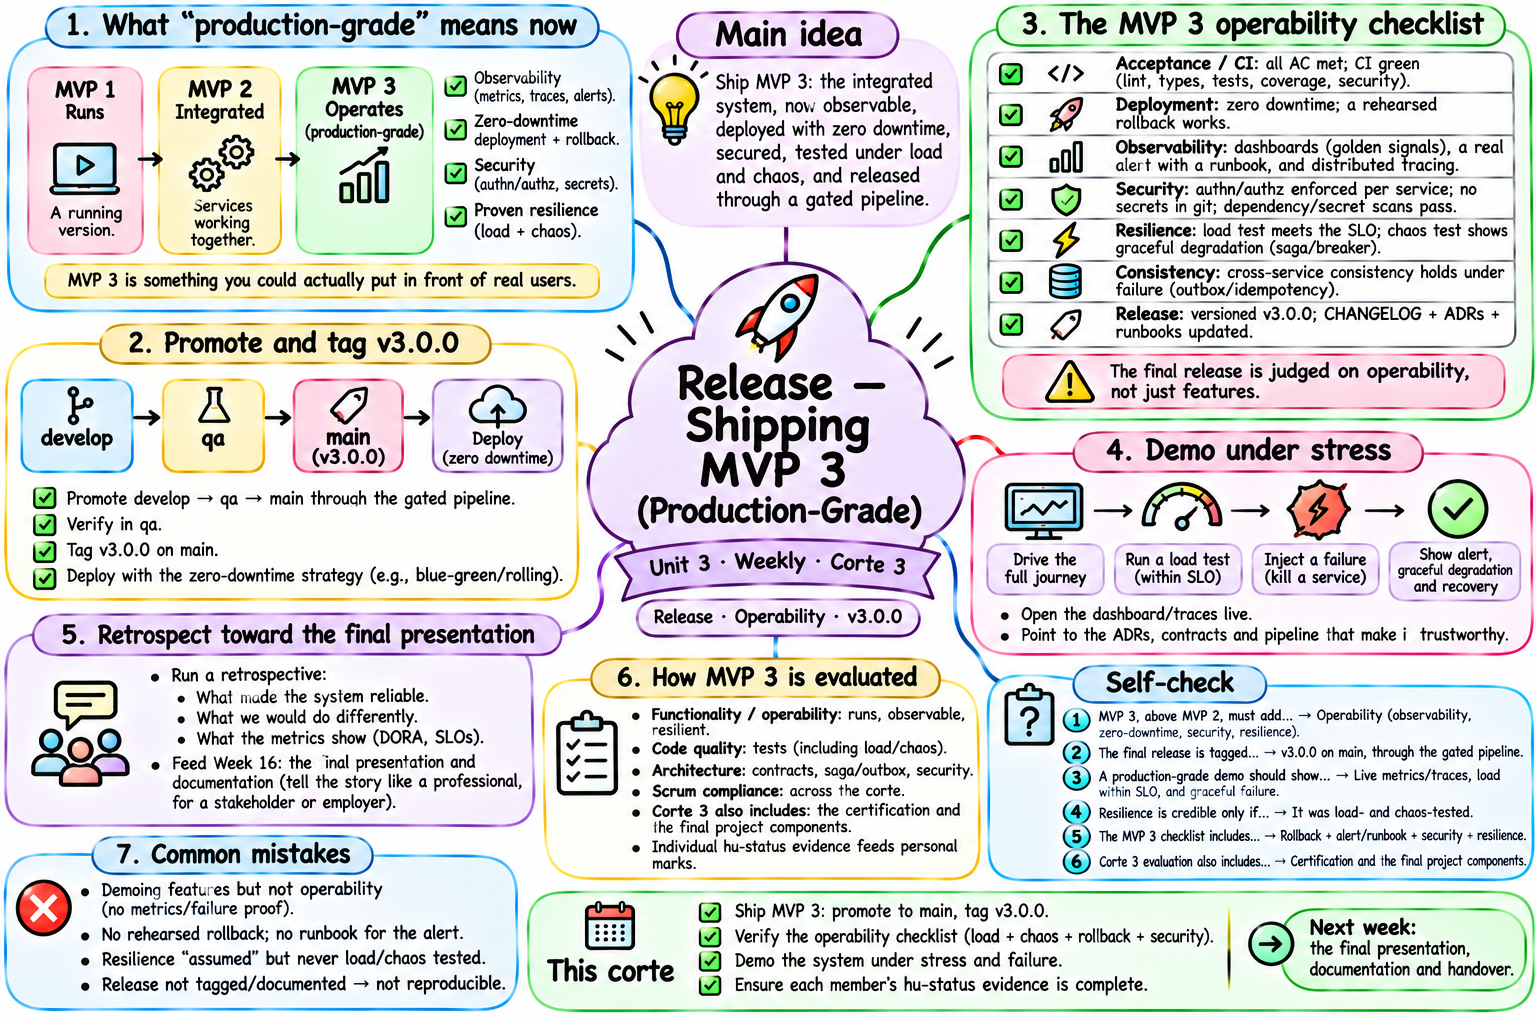 1. What “production-grade” means now
MVP 1
Runs
A running
version.
MVP 2
Integrated
Services
working
together.
MVP 3
Operates
(production-grade)
Observability
(metrics, traces, alerts).
Zero-downtime
deployment + rollback.
Security
(authn/authz, secrets).
Proven resilience
(load + chaos).
MVP 3 is something you could actually put in front of real users.
Main idea
Ship MVP 3: the integrated
system, now observable,
deployed with zero downtime,
secured, tested under load
and chaos, and released
through a gated pipeline.
3. The MVP 3 operability checklist
</> Acceptance / CI: all AC met; CI green
(lint, types, tests, coverage, security).
Deployment: zero downtime; a rehearsed
rollback works.
Observability: dashboards (golden signals), a real
alert with a runbook, and distributed tracing.
Security: authn/authz enforced per service; no
secrets in git; dependency/secret scans pass.
Resilience: load test meets the SLO; chaos test shows
graceful degradation (saga/breaker).
Consistency: cross-service consistency holds under
failure (outbox/idempotency).
Release: versioned v3.0.0; CHANGELOG + ADRs +
runbooks updated.
The final release is judged on operability,
not just features.
2. Promote and tag v3.0.0
develop
qa
main
(v3.0.0)
Deploy
(zero downtime)
Promote develop → qa → main through the gated pipeline.
Verify in qa.
Tag v3.0.0 on main.
Deploy with the zero-downtime strategy (e.g., blue-green/rolling).
Release –
Shipping
MVP 3
(Production-Grade)
Unit 3 · Weekly · Corte 3
Release · Operability · v3.0.0
4. Demo under stress
Drive the
full journey
Run a load test
(within SLO)
Inject a failure
(kill a service)
Show alert,
graceful degradation
and recovery
• Open the dashboard/traces live.
• Point to the ADRs, contracts and pipeline that make i trustworthy.
5. Retrospect toward the final presentation
• Run a retrospective:
• What made the system reliable.
• What we would do differently.
• What the metrics show (DORA, SLOs).
• Feed Week 16: the final presentation and
documentation (tell the story like a professional,
for a stakeholder or employer).
6. How MVP 3 is evaluated
• Functionality / operability: runs, observable,
resilient.
• Code quality: tests (including load/chaos).
• Architecture: contracts, saga/outbox, security.
• Scrum compliance: across the corte.
• Corte 3 also includes: the certification and
the final project components.
• Individual hu-status evidence feeds personal
marks.
Self-check
?
1 MVP 3, above MVP 2, must add... → Operability (observability,
zero-downtime, security, resilience).
2 The final release is tagged... → v3.0.0 on main, through the gated pipeline.
3 A production-grade demo should show... → Live metrics/traces, load
within SLO, and graceful failure.
4 Resilience is credible only if... → It was load- and chaos-tested.
5 The MVP 3 checklist includes... → Rollback + alert/runbook + security + resilience.
6 Corte 3 evaluation also includes... → Certification and the final project components.
7. Common mistakes
• Demoing features but not operability
(no metrics/failure proof).
• No rehearsed rollback; no runbook for the alert.
• Resilience “assumed” but never load/chaos tested.
• Release not tagged/documented → not reproducible.
This corte
Ship MVP 3: promote to main, tag v3.0.0.
Verify the operability checklist (load + chaos + rollback + security).
Demo the system under stress and failure.
Ensure each member's hu-status evidence is complete.
Next week:
the final presentation,
documentation and handover.